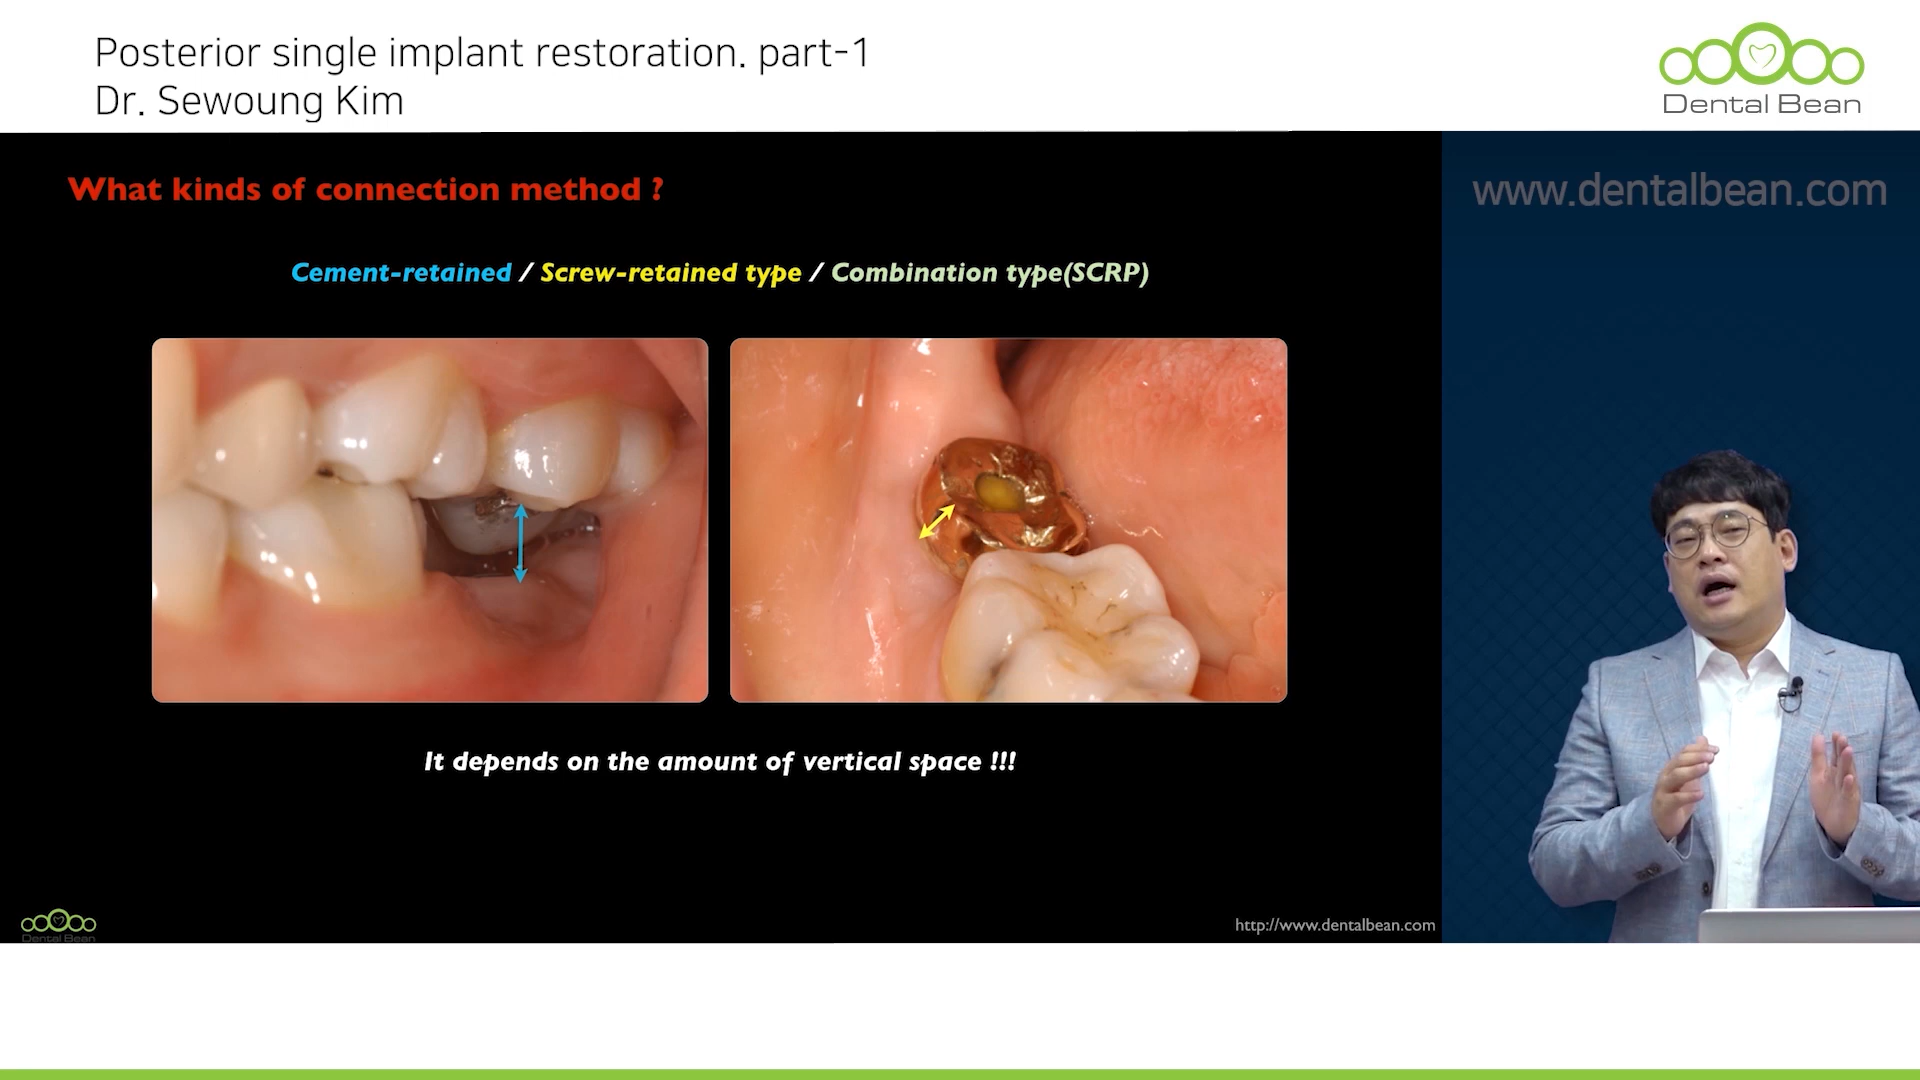 Posterior single implant restoration. part-1
Dr. Sewoung Kim
Dental Bean
What kinds of connection method ?
www.dentalbean.com
Cement-retained / Screw-retained type / Combination type(SCRP)
It depends on the amount of vertical space !!!
Dental Bean
http://www.dentalbean.com